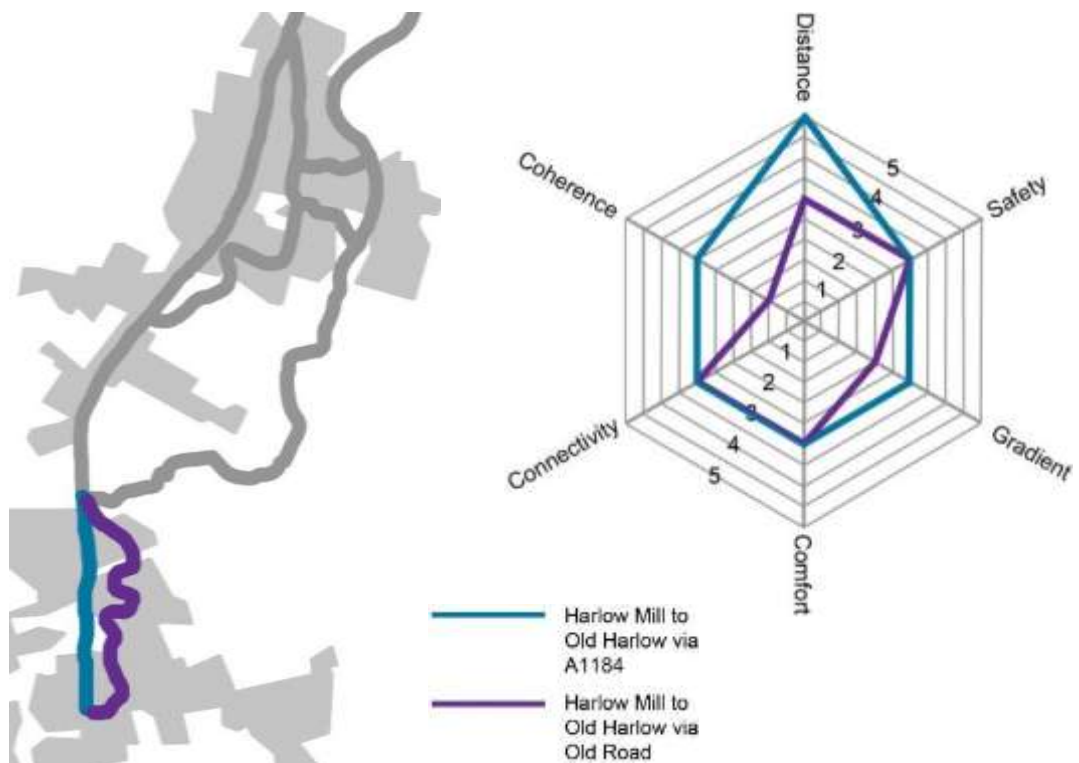 Distance
Safety
Gradient
Comfort
Connectivity
Coherence
5
4
3
2
1
1
2
3
4
5
Harlow Mill to
Old Harlow via
A1184
Harlow Mill to
Old Harlow via
Old Road